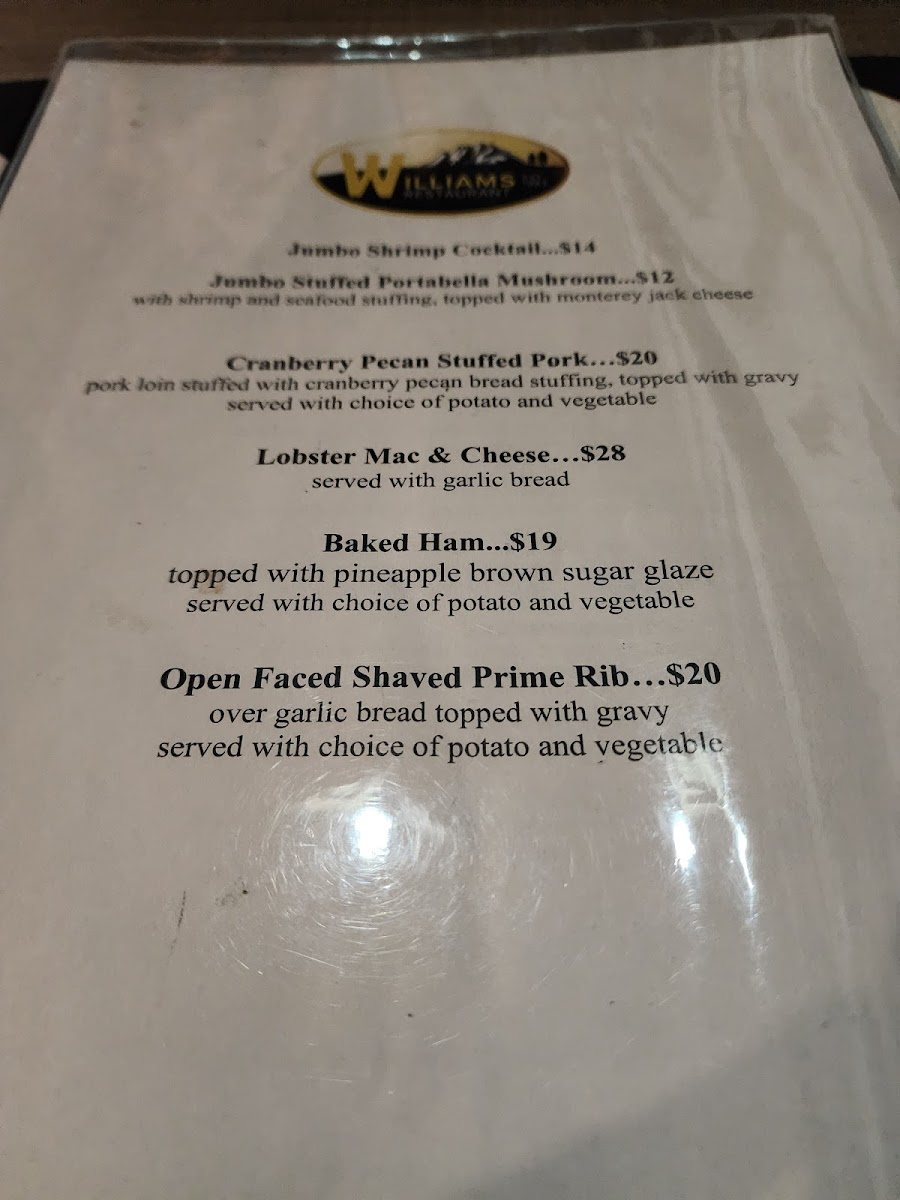 WILLIAMS
RESTAURANT
Jumbo Shrimp Cocktail...$14
Jumbo Stuffed Portabella Mushroom...$12
with shrimp and seafood stuffing, topped with monterey jack cheese
Cranberry Pecan Stuffed Pork...$20
pork loin stuffed with cranberry pecan bread stuffing, topped with gravy
served with choice of potato and vegetable
Lobster Mac & Cheese...$28
served with garlic bread
Baked Ham...$19
topped with pineapple brown sugar glaze
served with choice of potato and vegetable
Open Faced Shaved Prime Rib...$20
over garlic bread topped with gravy
served with choice of potato and vegetable